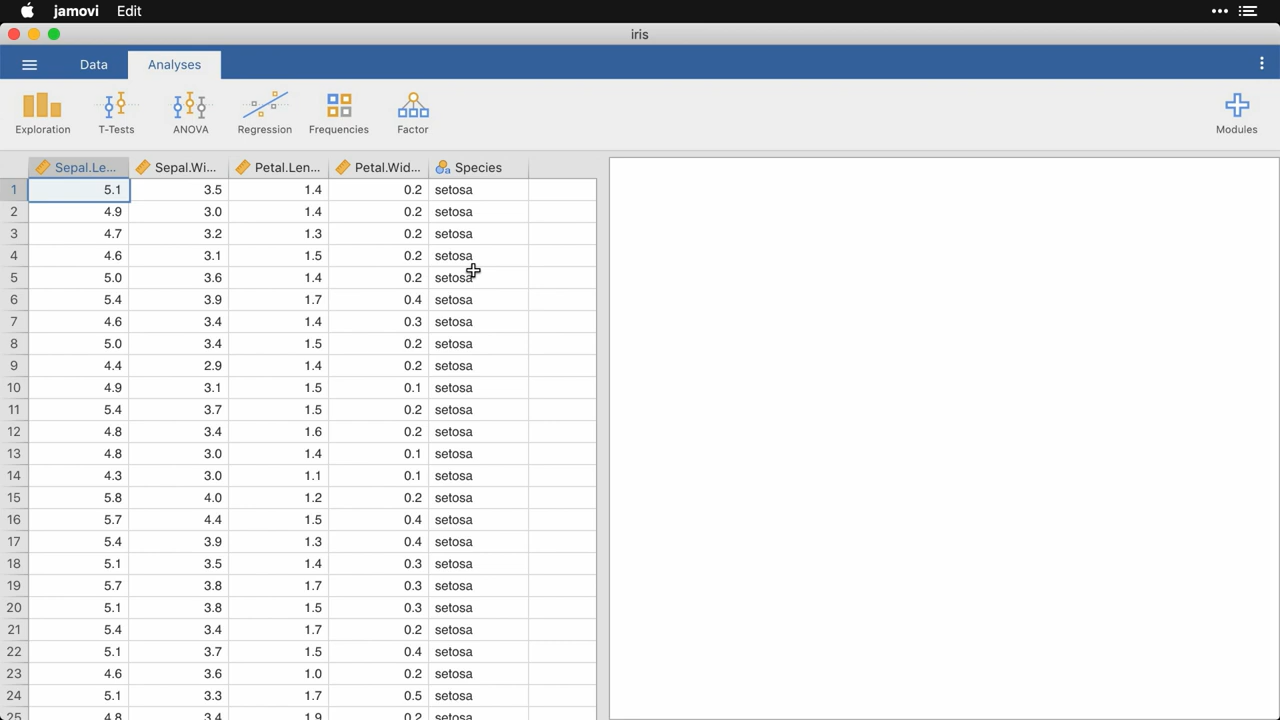 jamovi Edit
iris
Data Analyses
Exploration T-Tests ANOVA Regression Frequencies Factor Modules
Sepal.Le... Sepal.Wi... Petal.Len... Petal.Wid... Species
1 5.1 3.5 1.4 0.2 setosa
2 4.9 3.0 1.4 0.2 setosa
3 4.7 3.2 1.3 0.2 setosa
4 4.6 3.1 1.5 0.2 setosa
5 5.0 3.6 1.4 0.2 setosa
6 5.4 3.9 1.7 0.4 setosa
7 4.6 3.4 1.4 0.3 setosa
8 5.0 3.4 1.5 0.2 setosa
9 4.4 2.9 1.4 0.2 setosa
10 4.9 3.1 1.5 0.1 setosa
11 5.4 3.7 1.5 0.2 setosa
12 4.8 3.4 1.6 0.2 setosa
13 4.8 3.0 1.4 0.1 setosa
14 4.3 3.0 1.1 0.1 setosa
15 5.8 4.0 1.2 0.2 setosa
16 5.7 4.4 1.5 0.4 setosa
17 5.4 3.9 1.3 0.4 setosa
18 5.1 3.5 1.4 0.3 setosa
19 5.7 3.8 1.7 0.3 setosa
20 5.1 3.8 1.5 0.3 setosa
21 5.4 3.4 1.7 0.2 setosa
22 5.1 3.7 1.5 0.4 setosa
23 4.6 3.6 1.0 0.2 setosa
24 5.1 3.3 1.7 0.5 setosa
25 4.8 3.4 1.9 0.2 setosa